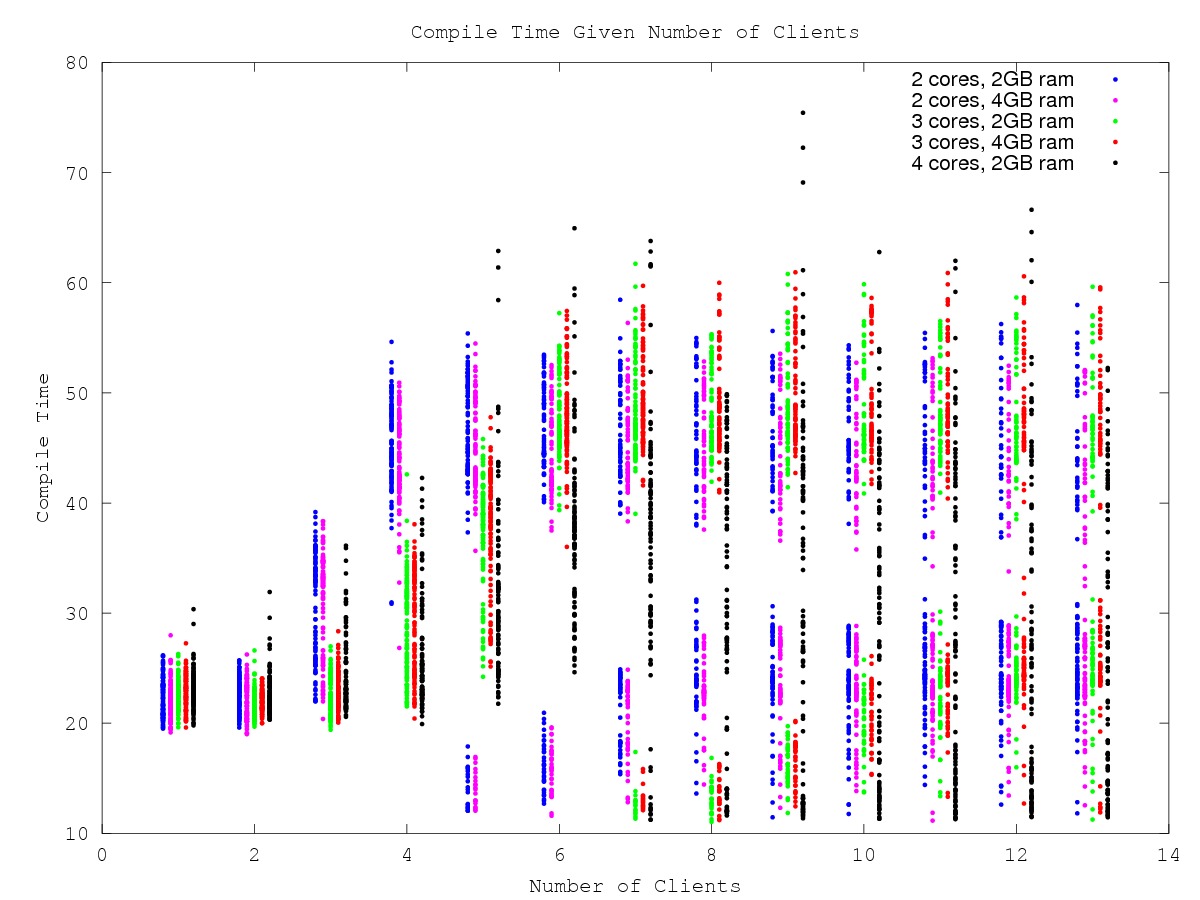 Compile Time Given Number of Clients
2 cores, 2GB ram
2 cores, 4GB ram
3 cores, 2GB ram
3 cores, 4GB ram
4 cores, 2GB ram
80
70
60
50
40
30
20
10
Compile Time
0 2 4 6 8 10 12 14
Number of Clients